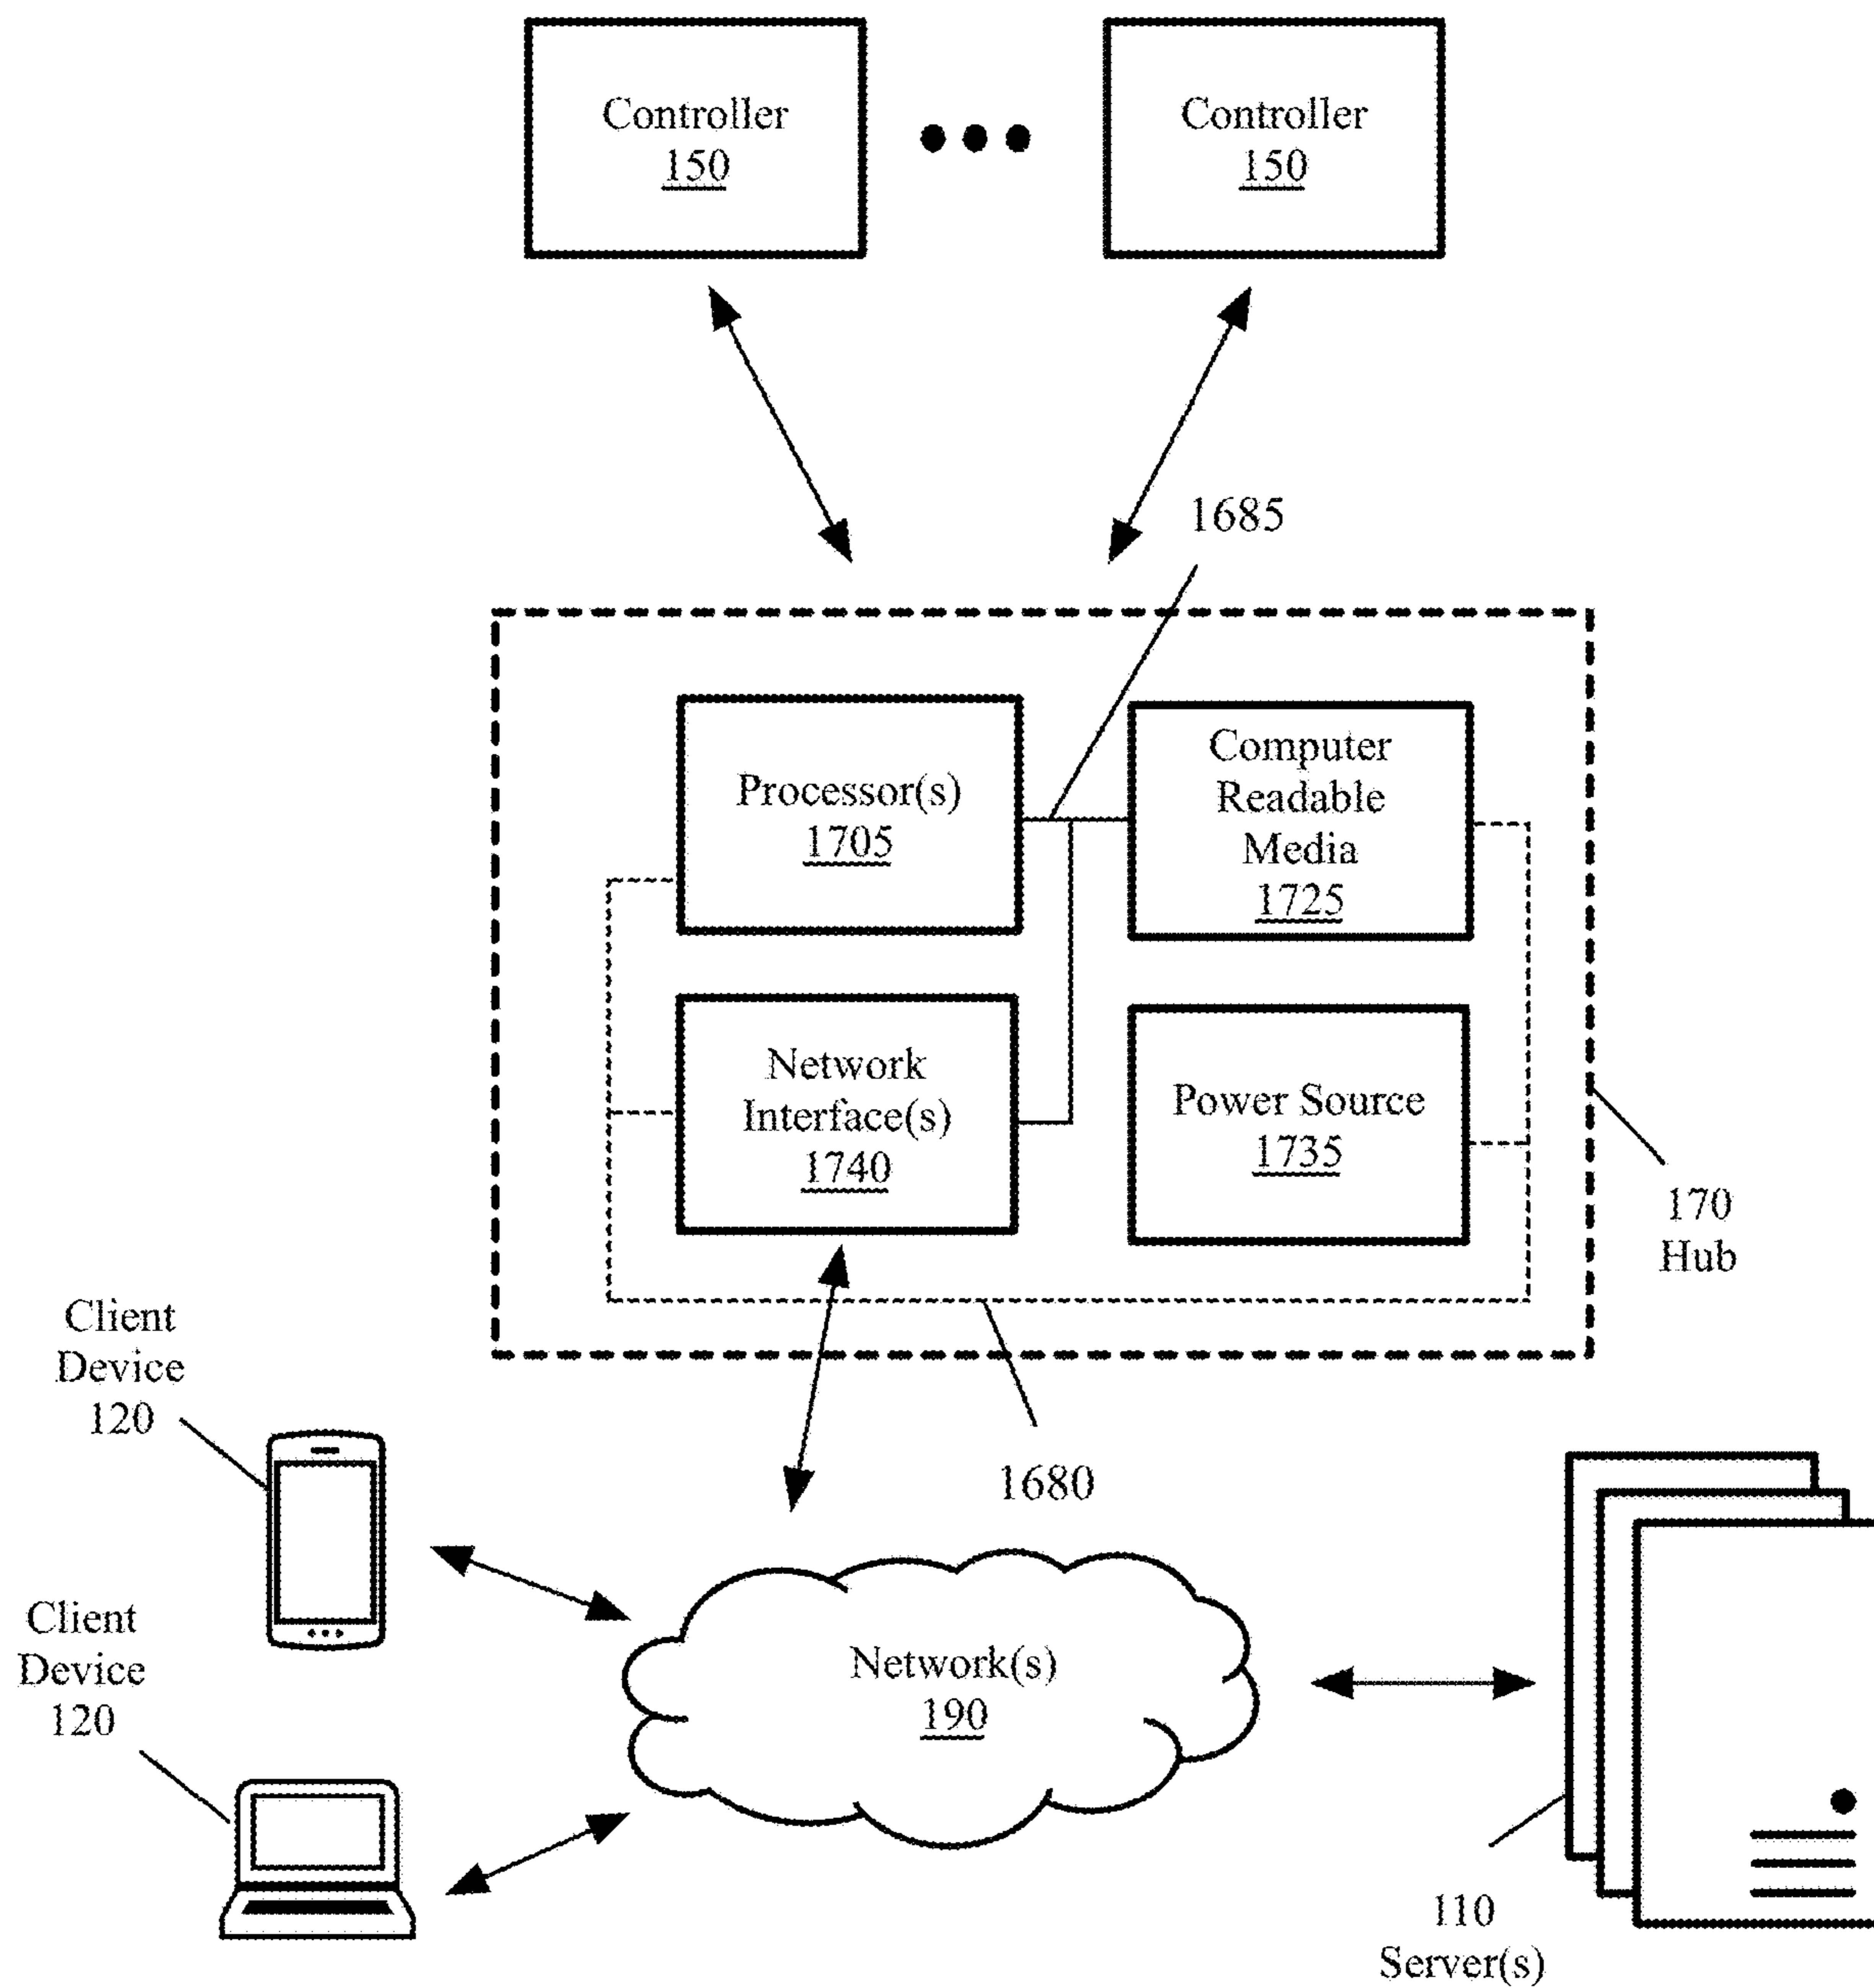 Controller
150
Controller
150
1685
Processor(s)
1705
Computer
Readable
Media
1725
Network
Interface(s)
1740
Power Source
1735
170
Hub
Client
Device
120
1680
Client
Device
120
Network(s)
190
110
Server(s)